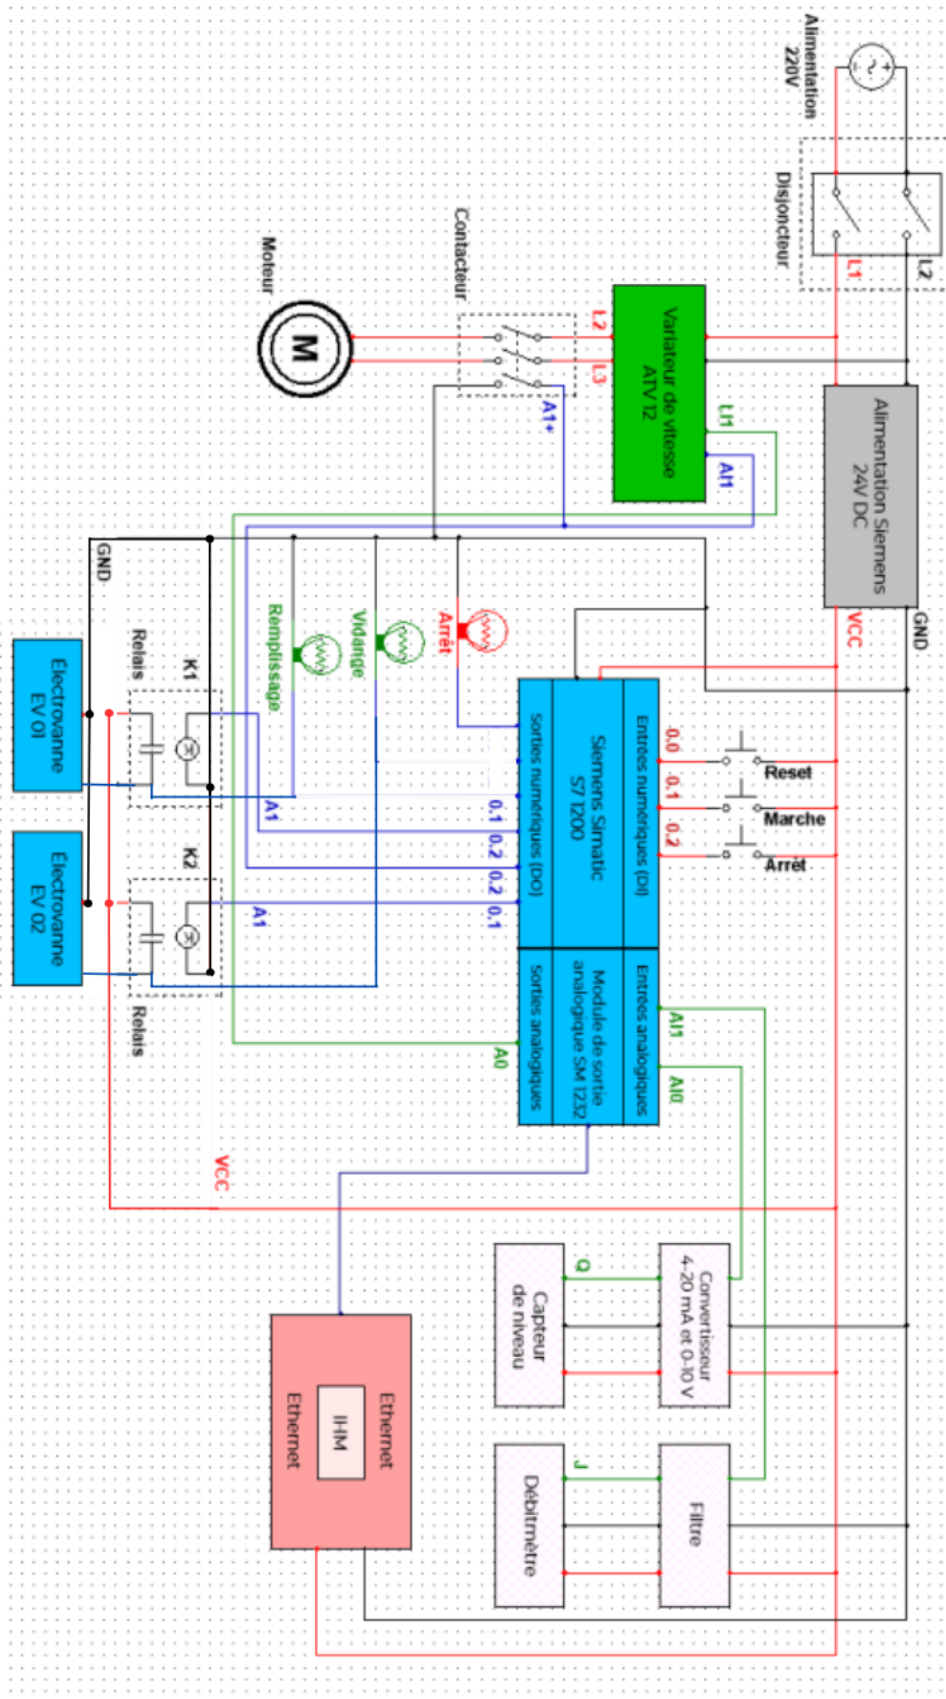 Alimentation
220V
Disjoncteur
L1
L2
Contacteur
Moteur
M
L2
L3
A1+
Variateur de vitesse
ATV 12
LI1
AI1
Alimentation Siemens
24V DC
VCC
GND
GND
Arrêt
Vidange
Remplissage
Relais
K1
Électrovanne
EV 01
A1
K2
Électrovanne
EV 02
A1
Relais
Entrées numériques (DI)
Siemens Simatic
S7 1200
Sorties numériques (DO)
0.0
0.1
0.2
Reset
Marche
Arrêt
0.1
0.2
0.2
0.1
Entrées analogiques
Module de sortie
analogique SM 1232
Sorties analogiques
AI1
AI0
A0
VCC
Convertisseur
4-20 mA et 0-10 V
Q
Capteur
de niveau
Filtre
J
Débitmètre
Ethernet
IHM
Ethernet